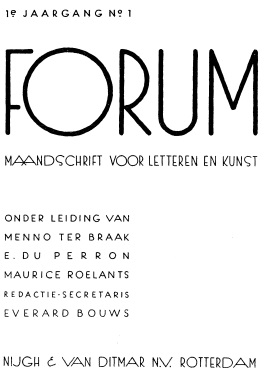 1e JAARGANG No 1
FORUM
MAANDSCHRIFT VOOR LETTEREN EN KUNST
ONDER LEIDING VAN
MENNO TER BRAAK
E. DU PERRON
MAURICE ROELANTS
REDACTIE-SECRETARIS
EVERARD BOUWS
NIJGH & VAN DITMAR N.V. ROTTERDAM